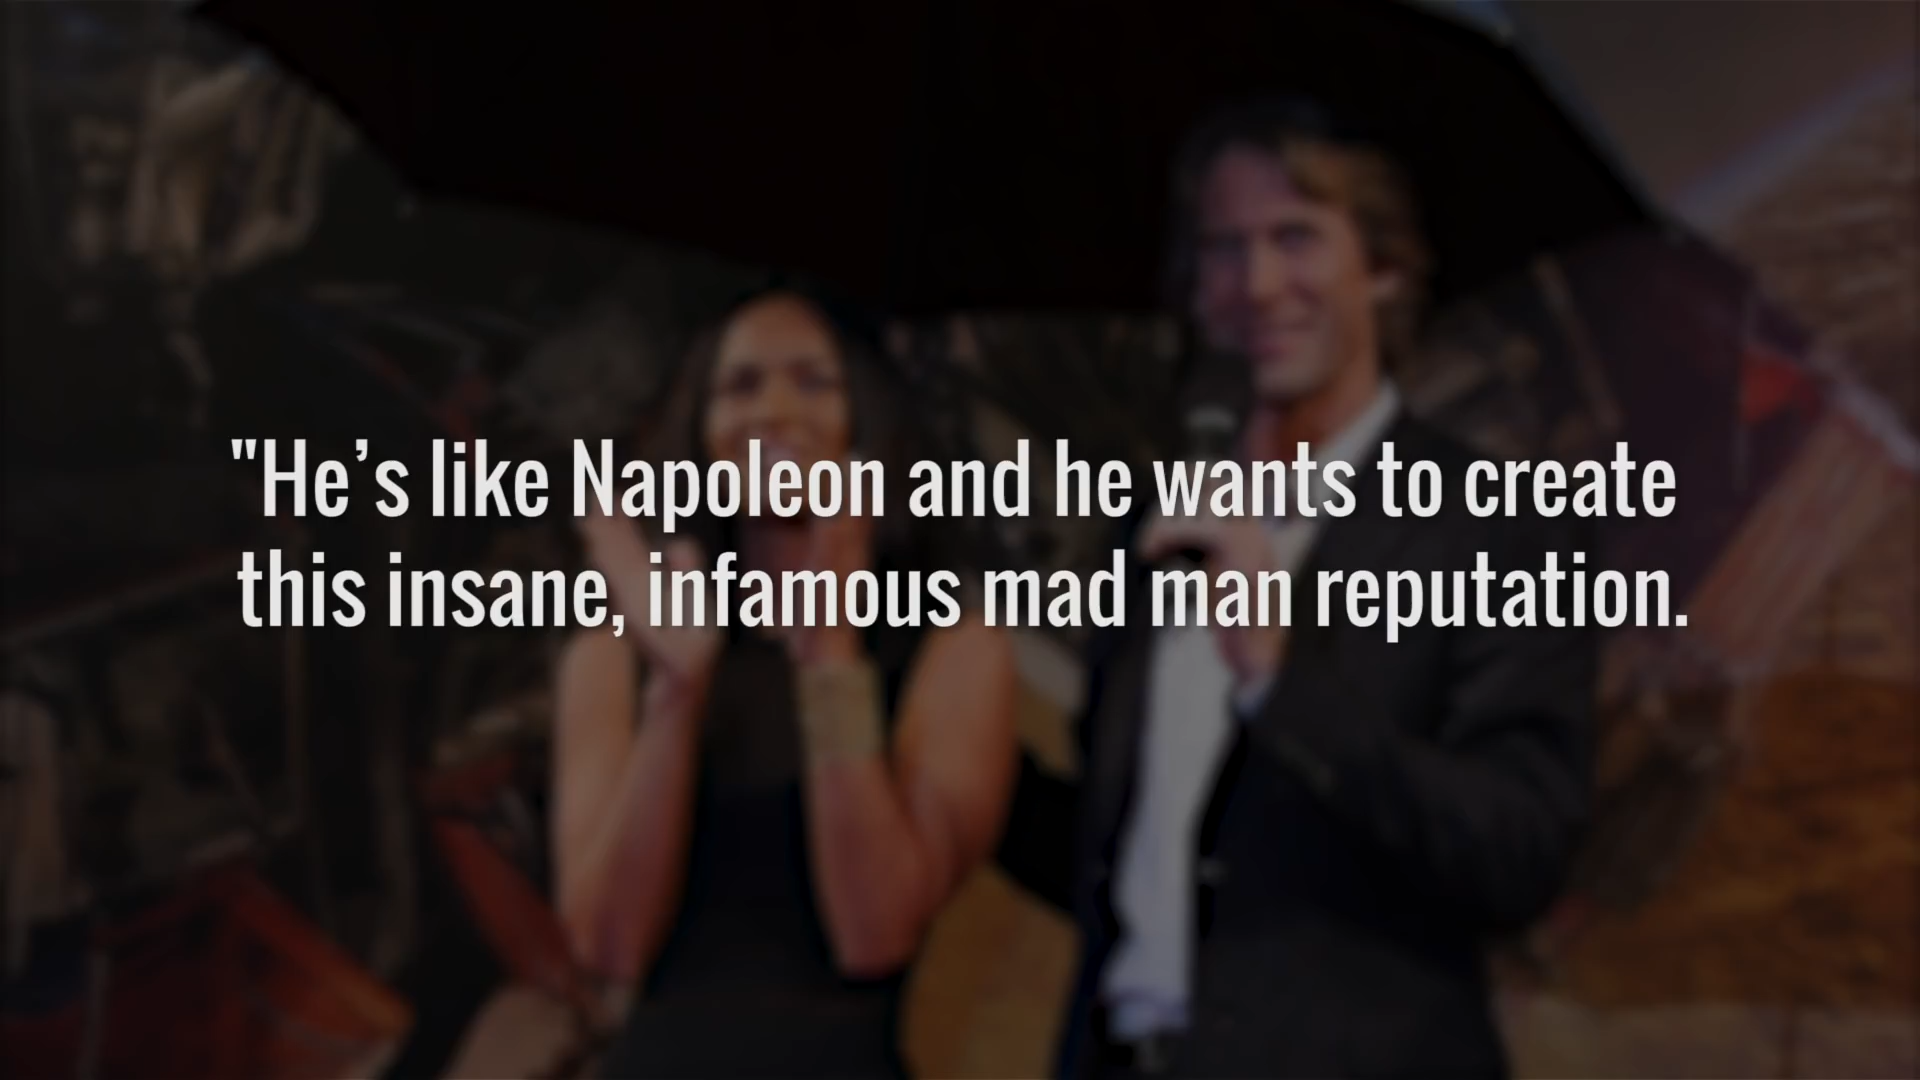 "He’s like Napoleon and he wants to create
this insane, infamous mad man reputation.